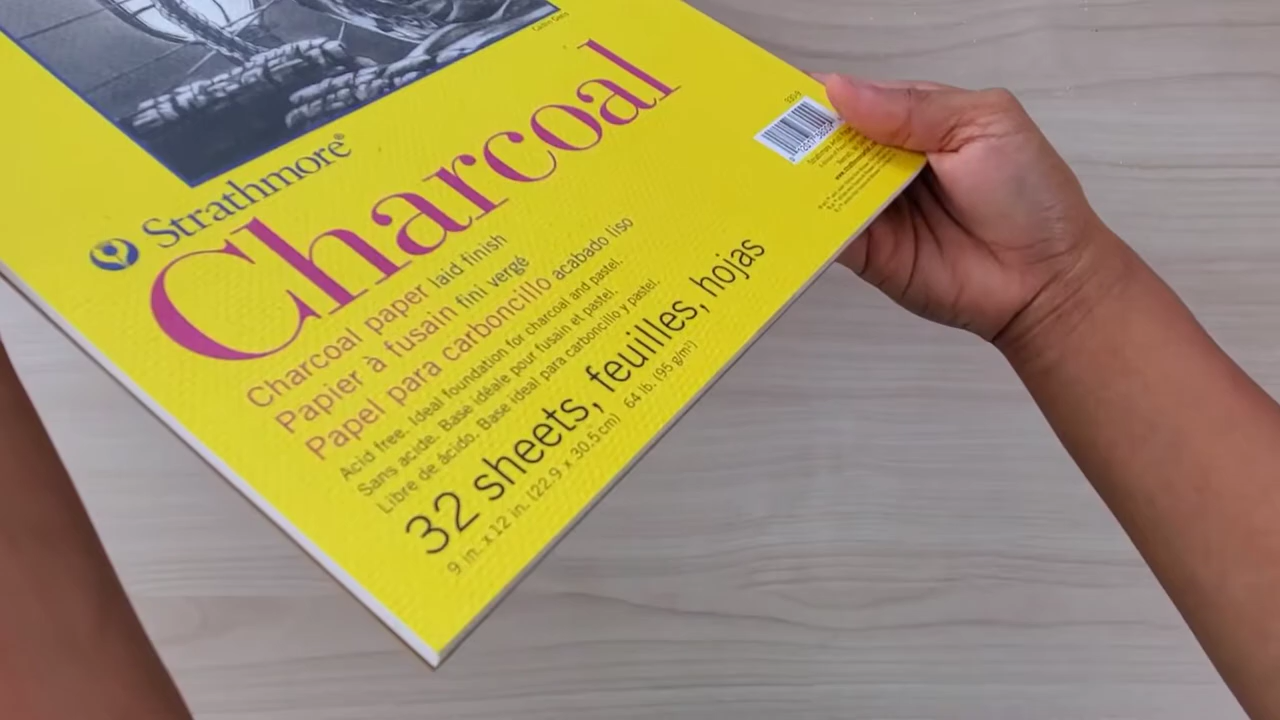 Strathmore®
Charcoal
Charcoal paper laid finish
Papier à fusain fini vergé
Papel para carboncillo acabado liso
Acid free. Ideal foundation for charcoal and pastel.
Sans acide. Base idéale pour fusain et pastel.
Libre de ácido. Base ideal para carboncillo y pastel.
32 sheets, feuilles, hojas
9 in. x 12 in. (22.9 x 30.5 cm) 64 lb. (95 g/m²)
330-9